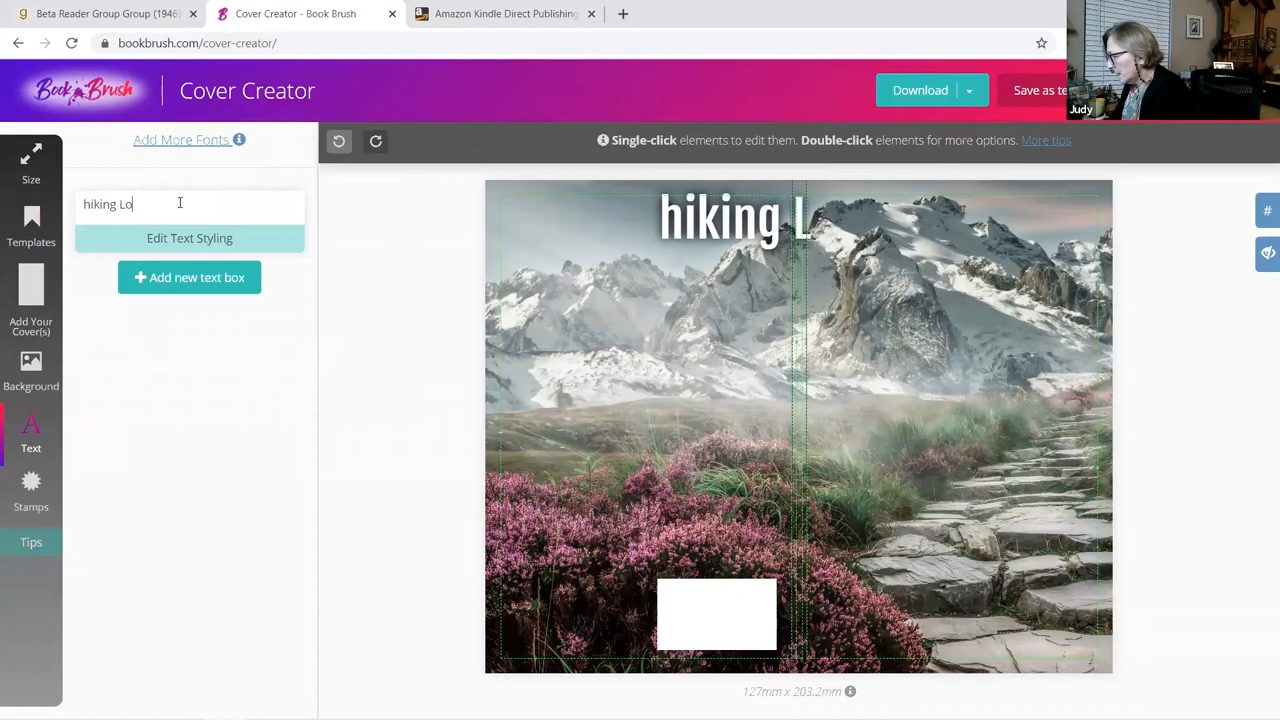 Beta Reader Group Group (1946
Cover Creator - Book Brush
Amazon Kindle Direct Publishing
bookbrush.com/cover-creator/
Book Brush
Cover Creator
Download
Save as te
Judy
Add More Fonts
Single-click elements to edit them. Double-click elements for more options. More tips
Size
Templates
Add Your
Cover(s)
Background
Text
Stamps
Tips
hiking Lo
Edit Text Styling
+ Add new text box
hiking L
#
127mm x 203.2mm